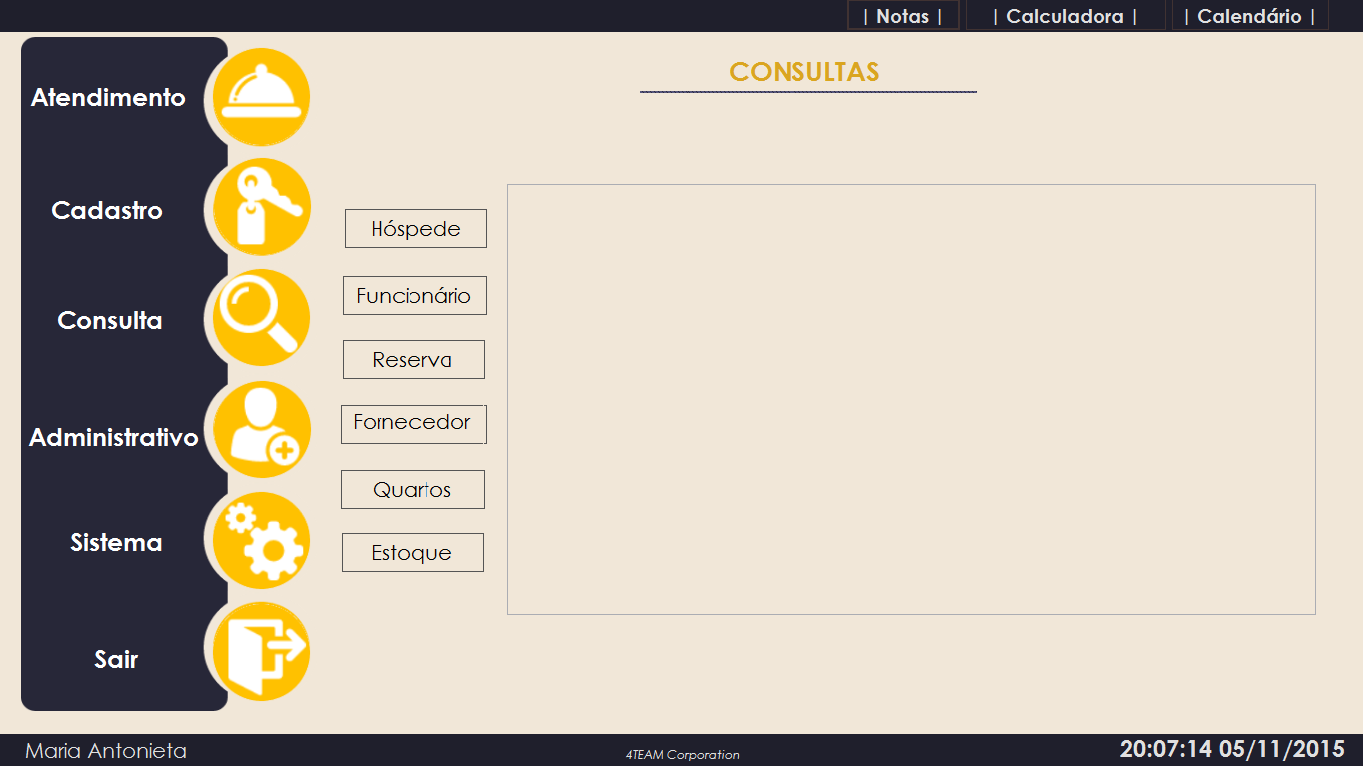 | Notas |
| Calculadora |
| Calendário |
CONSULTAS
Atendimento
Cadastro
Consulta
Administrativo
Sistema
Sair
Hóspede
Funcionário
Reserva
Fornecedor
Quartos
Estoque
Maria Antonieta
4TEAM Corporation
20:07:14 05/11/2015